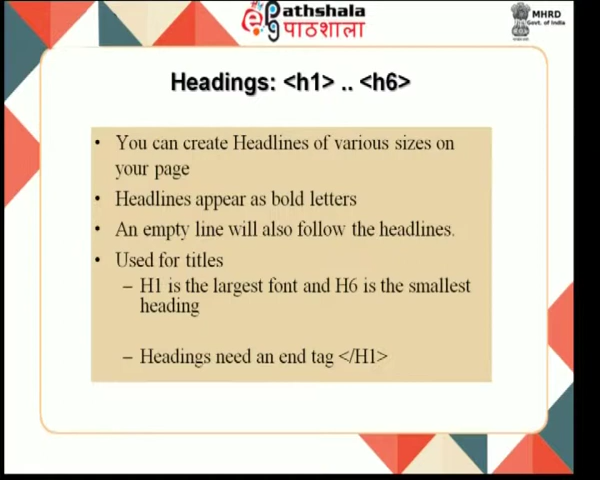 ePathshala
पाठशाला
MHRD
Govt. of India
Headings: <h1> .. <h6>
• You can create Headlines of various sizes on
your page
• Headlines appear as bold letters
• An empty line will also follow the headlines.
• Used for titles
– H1 is the largest font and H6 is the smallest
heading
– Headings need an end tag </H1>